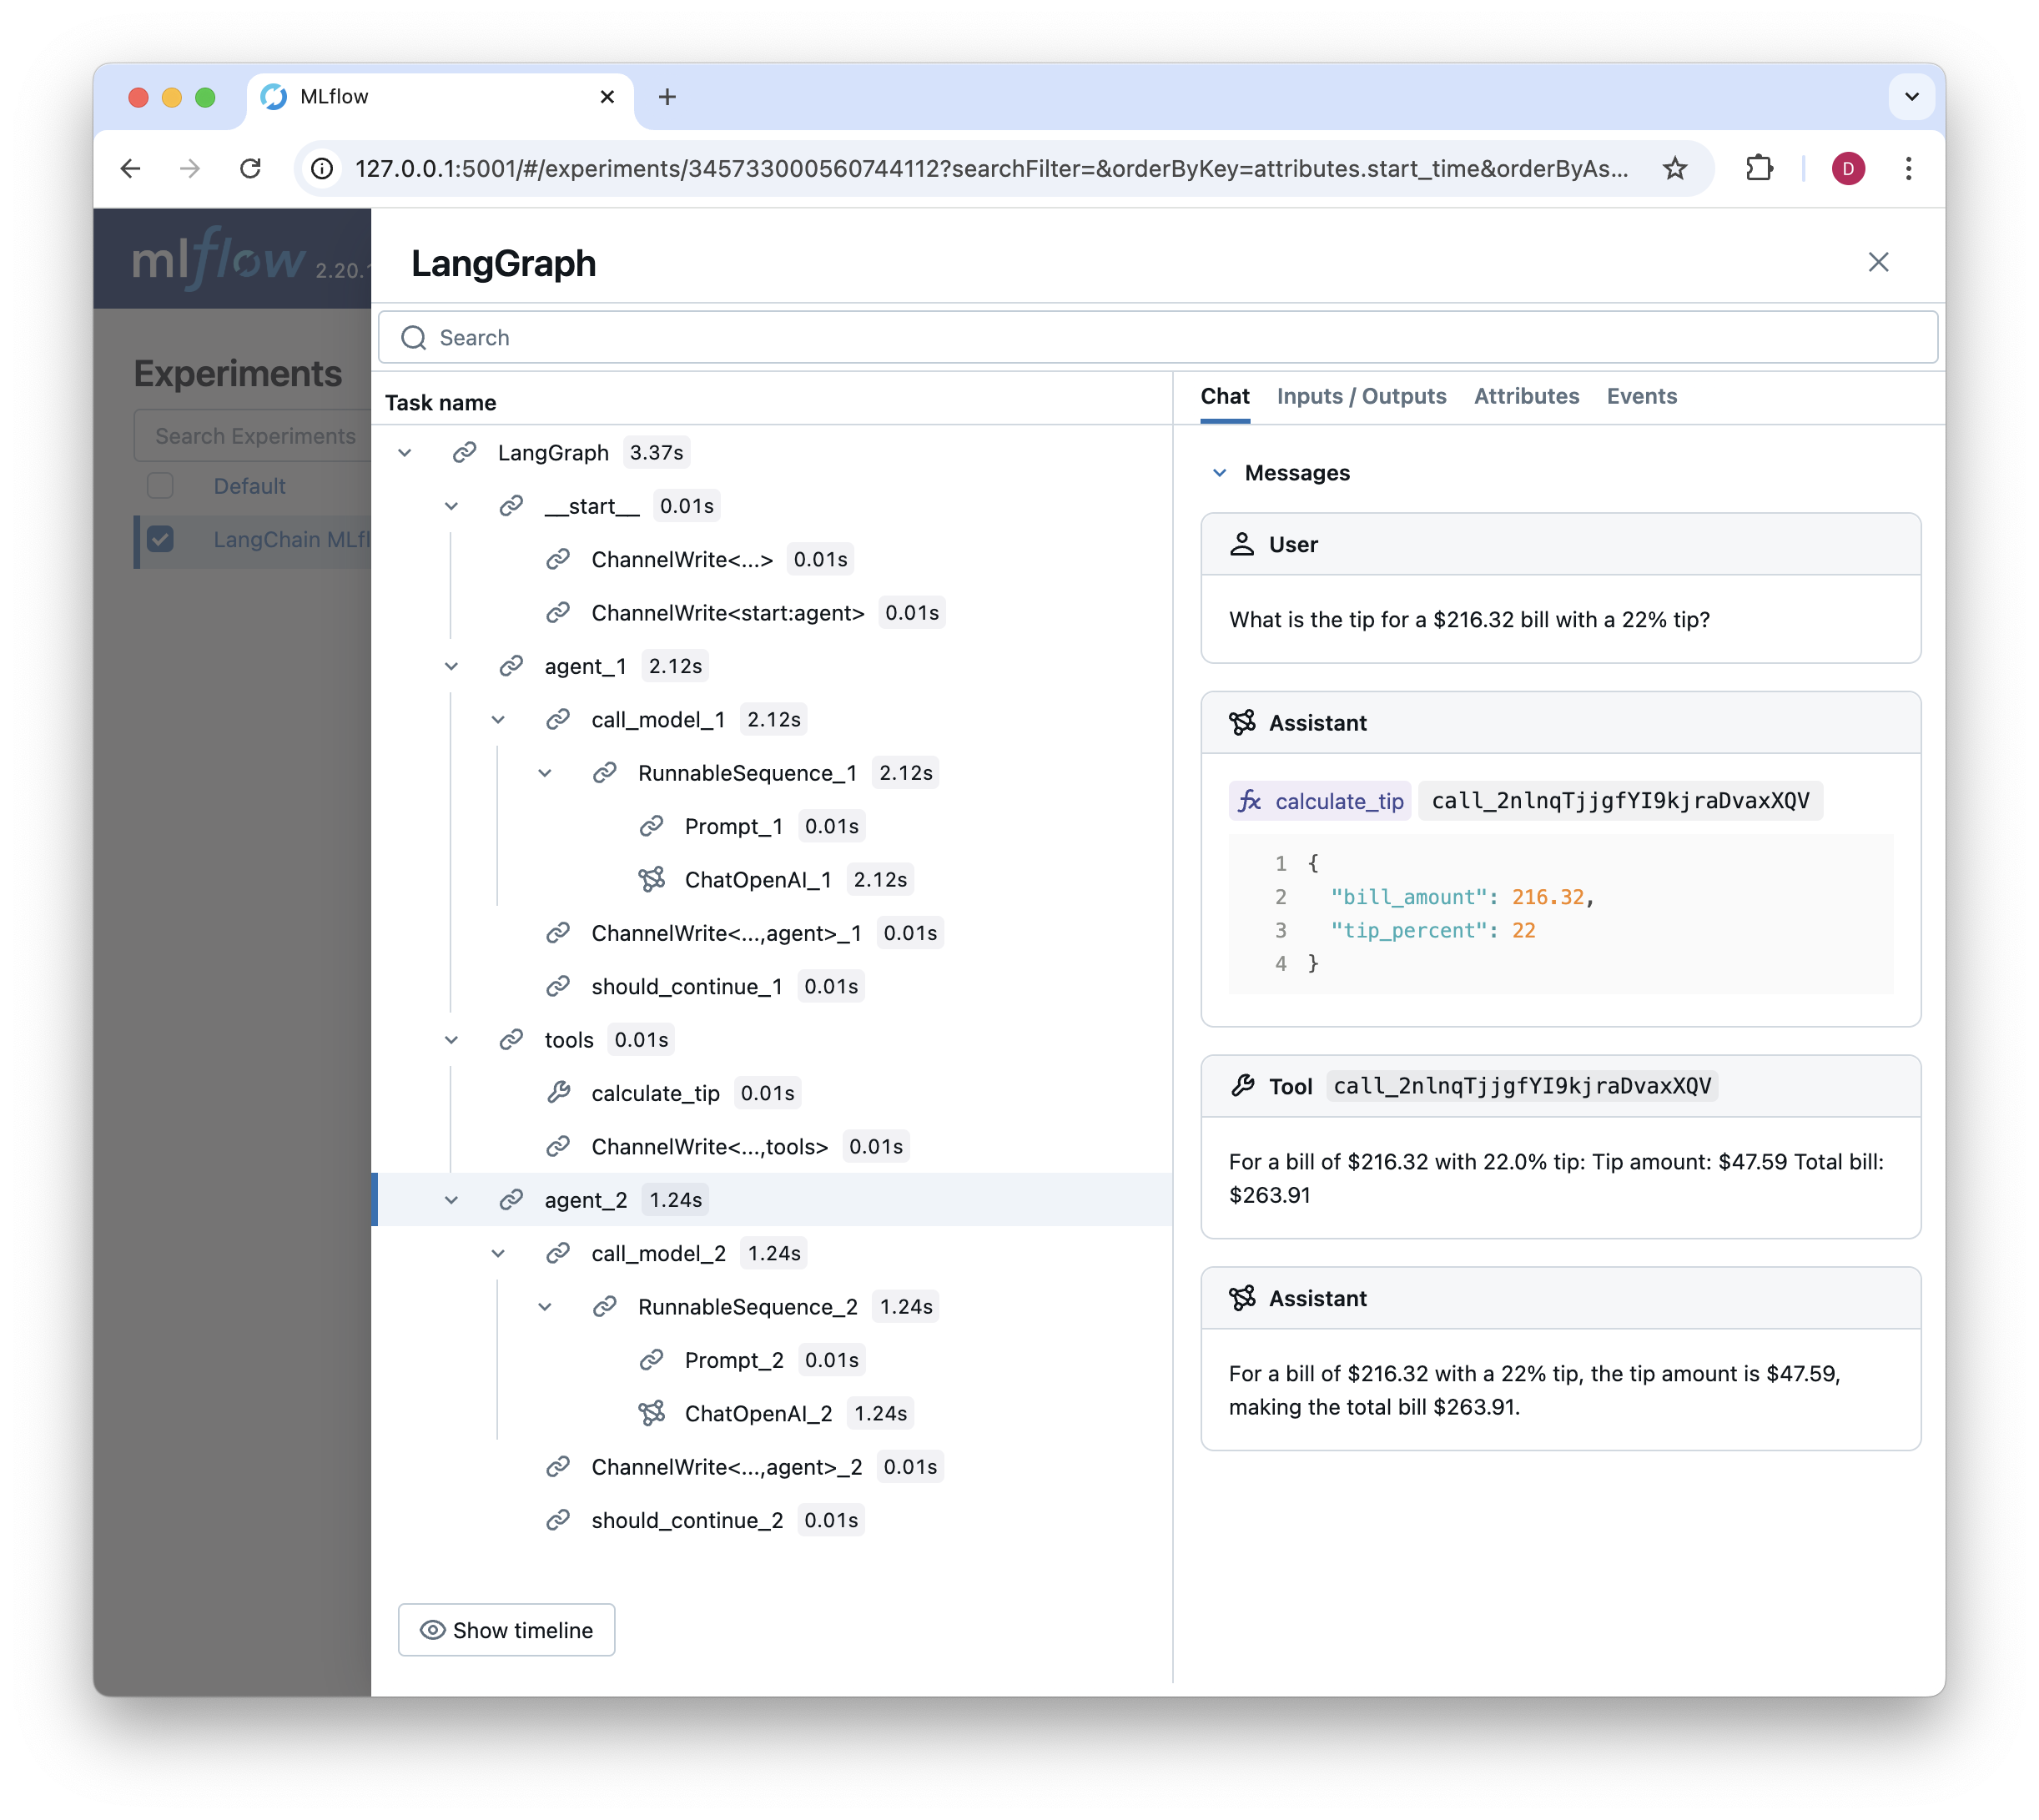 MLflow
127.0.0.1:5001/#/experiments/345733000560744112?searchFilter=&orderByKey=attributes.start_time&orderByAs...
D
mlflow 2.20.
Experiments
Search Experiments
Default
LangChain MLfl
LangGraph
Search
Task name
LangGraph 3.37s
__start__ 0.01s
ChannelWrite<...> 0.01s
ChannelWrite<start:agent> 0.01s
agent_1 2.12s
call_model_1 2.12s
RunnableSequence_1 2.12s
Prompt_1 0.01s
ChatOpenAI_1 2.12s
ChannelWrite<...,agent>_1 0.01s
should_continue_1 0.01s
tools 0.01s
calculate_tip 0.01s
ChannelWrite<...,tools> 0.01s
agent_2 1.24s
call_model_2 1.24s
RunnableSequence_2 1.24s
Prompt_2 0.01s
ChatOpenAI_2 1.24s
ChannelWrite<...,agent>_2 0.01s
should_continue_2 0.01s
Show timeline
Chat Inputs / Outputs Attributes Events
Messages
User
What is the tip for a $216.32 bill with a 22% tip?
Assistant
fx calculate_tip call_2nlnqTjjgfYI9kjraDvaxXQV
1 {
2 "bill_amount": 216.32,
3 "tip_percent": 22
4 }
Tool call_2nlnqTjjgfYI9kjraDvaxXQV
For a bill of $216.32 with 22.0% tip: Tip amount: $47.59 Total bill:
$263.91
Assistant
For a bill of $216.32 with a 22% tip, the tip amount is $47.59,
making the total bill $263.91.